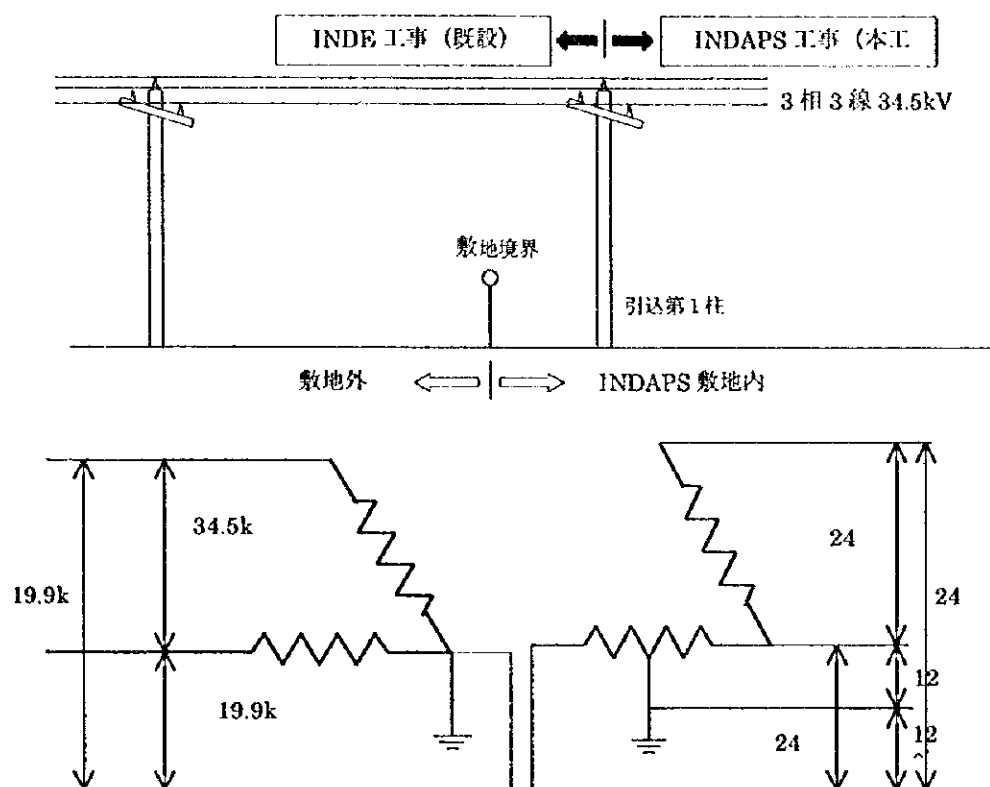 INDE 工事（既設）
INDAPS 工事（本工
3 相 3 線 34.5kV
敷地境界
引込第 1 柱
敷地外
INDAPS 敷地内
34.5k
19.9k
19.9k
24
24
12
24
12